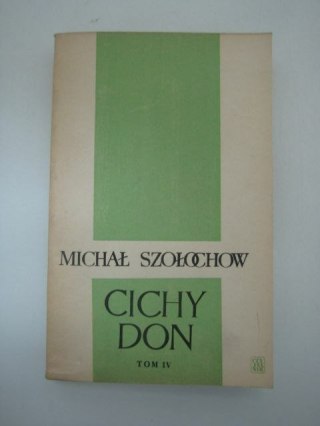 MICHAŁ SZOŁOCHOW
CICHY
DON
TOM IV